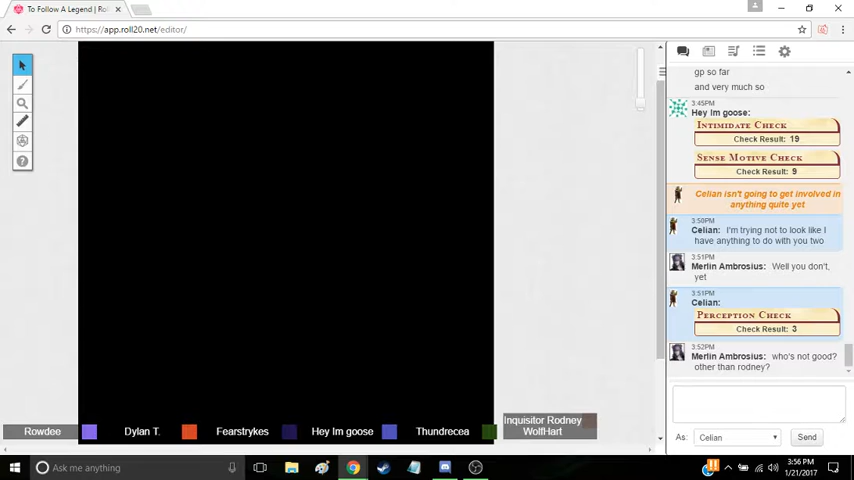 To Follow A Legend | Rol
https://app.roll20.net/editor/
gp so far
and very much so
3:45PM
Hey Im goose:
INTIMIDATE CHECK
Check Result: 19
SENSE MOTIVE CHECK
Check Result: 9
Celian isn't going to get involved in
anything quite yet
3:50PM
Celian: I'm trying not to look like I
have anything to do with you two
3:51PM
Merlin Ambrosius: Well you don't,
yet
3:51PM
Celian:
PERCEPTION CHECK
Check Result: 3
3:52PM
Merlin Ambrosius: who's not good?
other than rodney?
Rowdee
Dylan T.
Fearstrykes
Hey Im goose
Thundrecea
Inquisitor Rodney
WolfHart
As: Celian
Send
Ask me anything
3:56 PM
1/21/2017